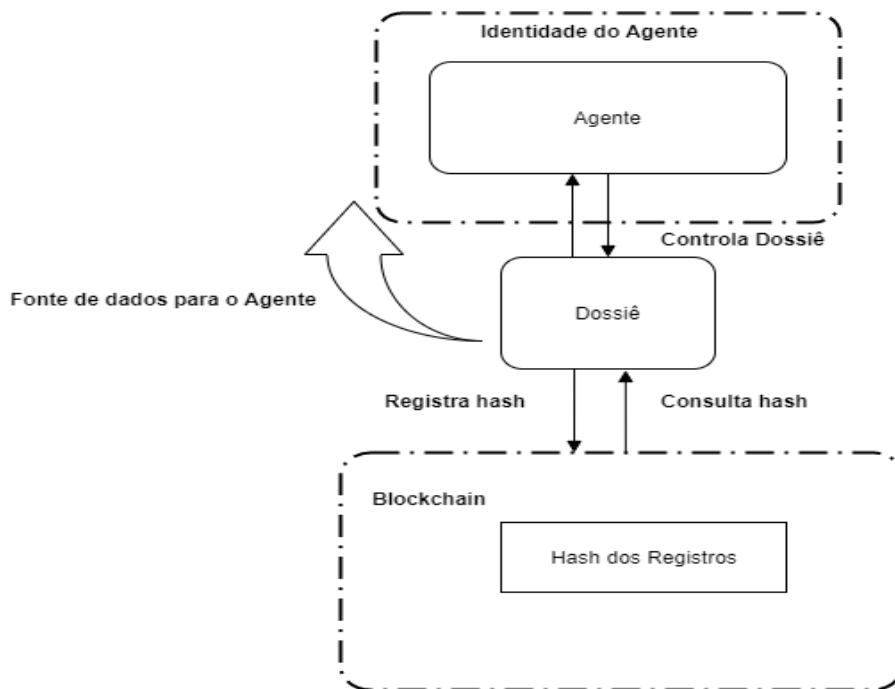 Identidade do Agente
Agente
Controla Dossiê
Fonte de dados para o Agente
Dossiê
Registra hash
Consulta hash
Blockchain
Hash dos Registros